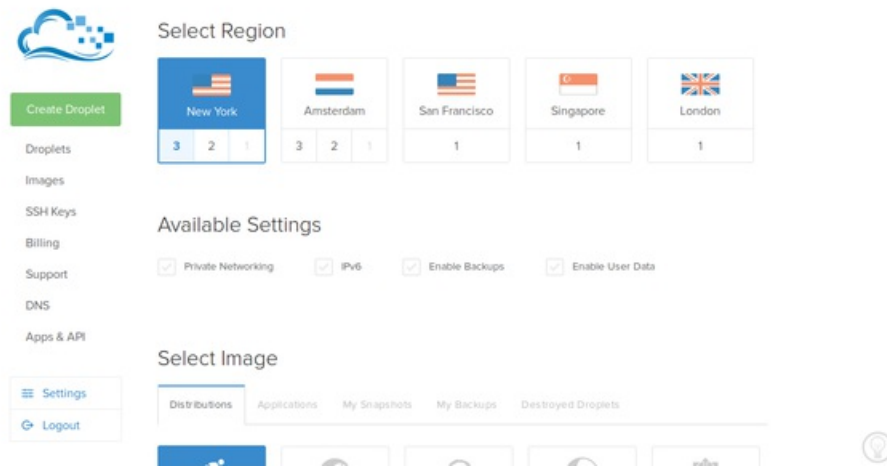 Select Region
New York
Amsterdam
San Francisco
Singapore
London
3 2 1
3 2 1
1
1
1
Create Droplet
Droplets
Images
SSH Keys
Billing
Support
DNS
Apps & API
Settings
Logout
Available Settings
Private Networking
IPv6
Enable Backups
Enable User Data
Select Image
Distributions
Applications
My Snapshots
My Backups
Destroyed Droplets